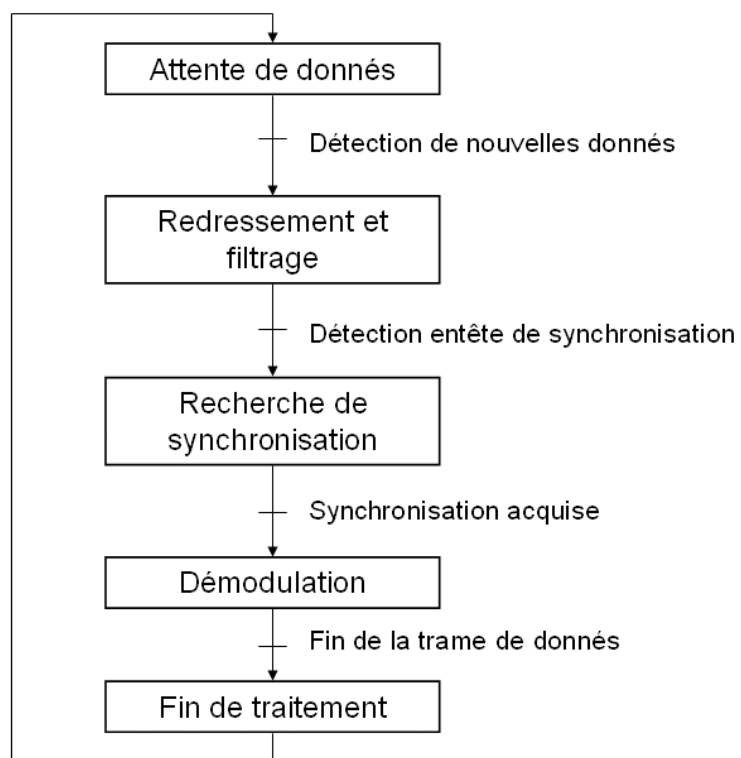 Attente de donnés
Détection de nouvelles donnés
Redressement et
filtrage
Détection entête de synchronisation
Recherche de
synchronisation
Synchronisation acquise
Démodulation
Fin de la trame de donnés
Fin de traitement